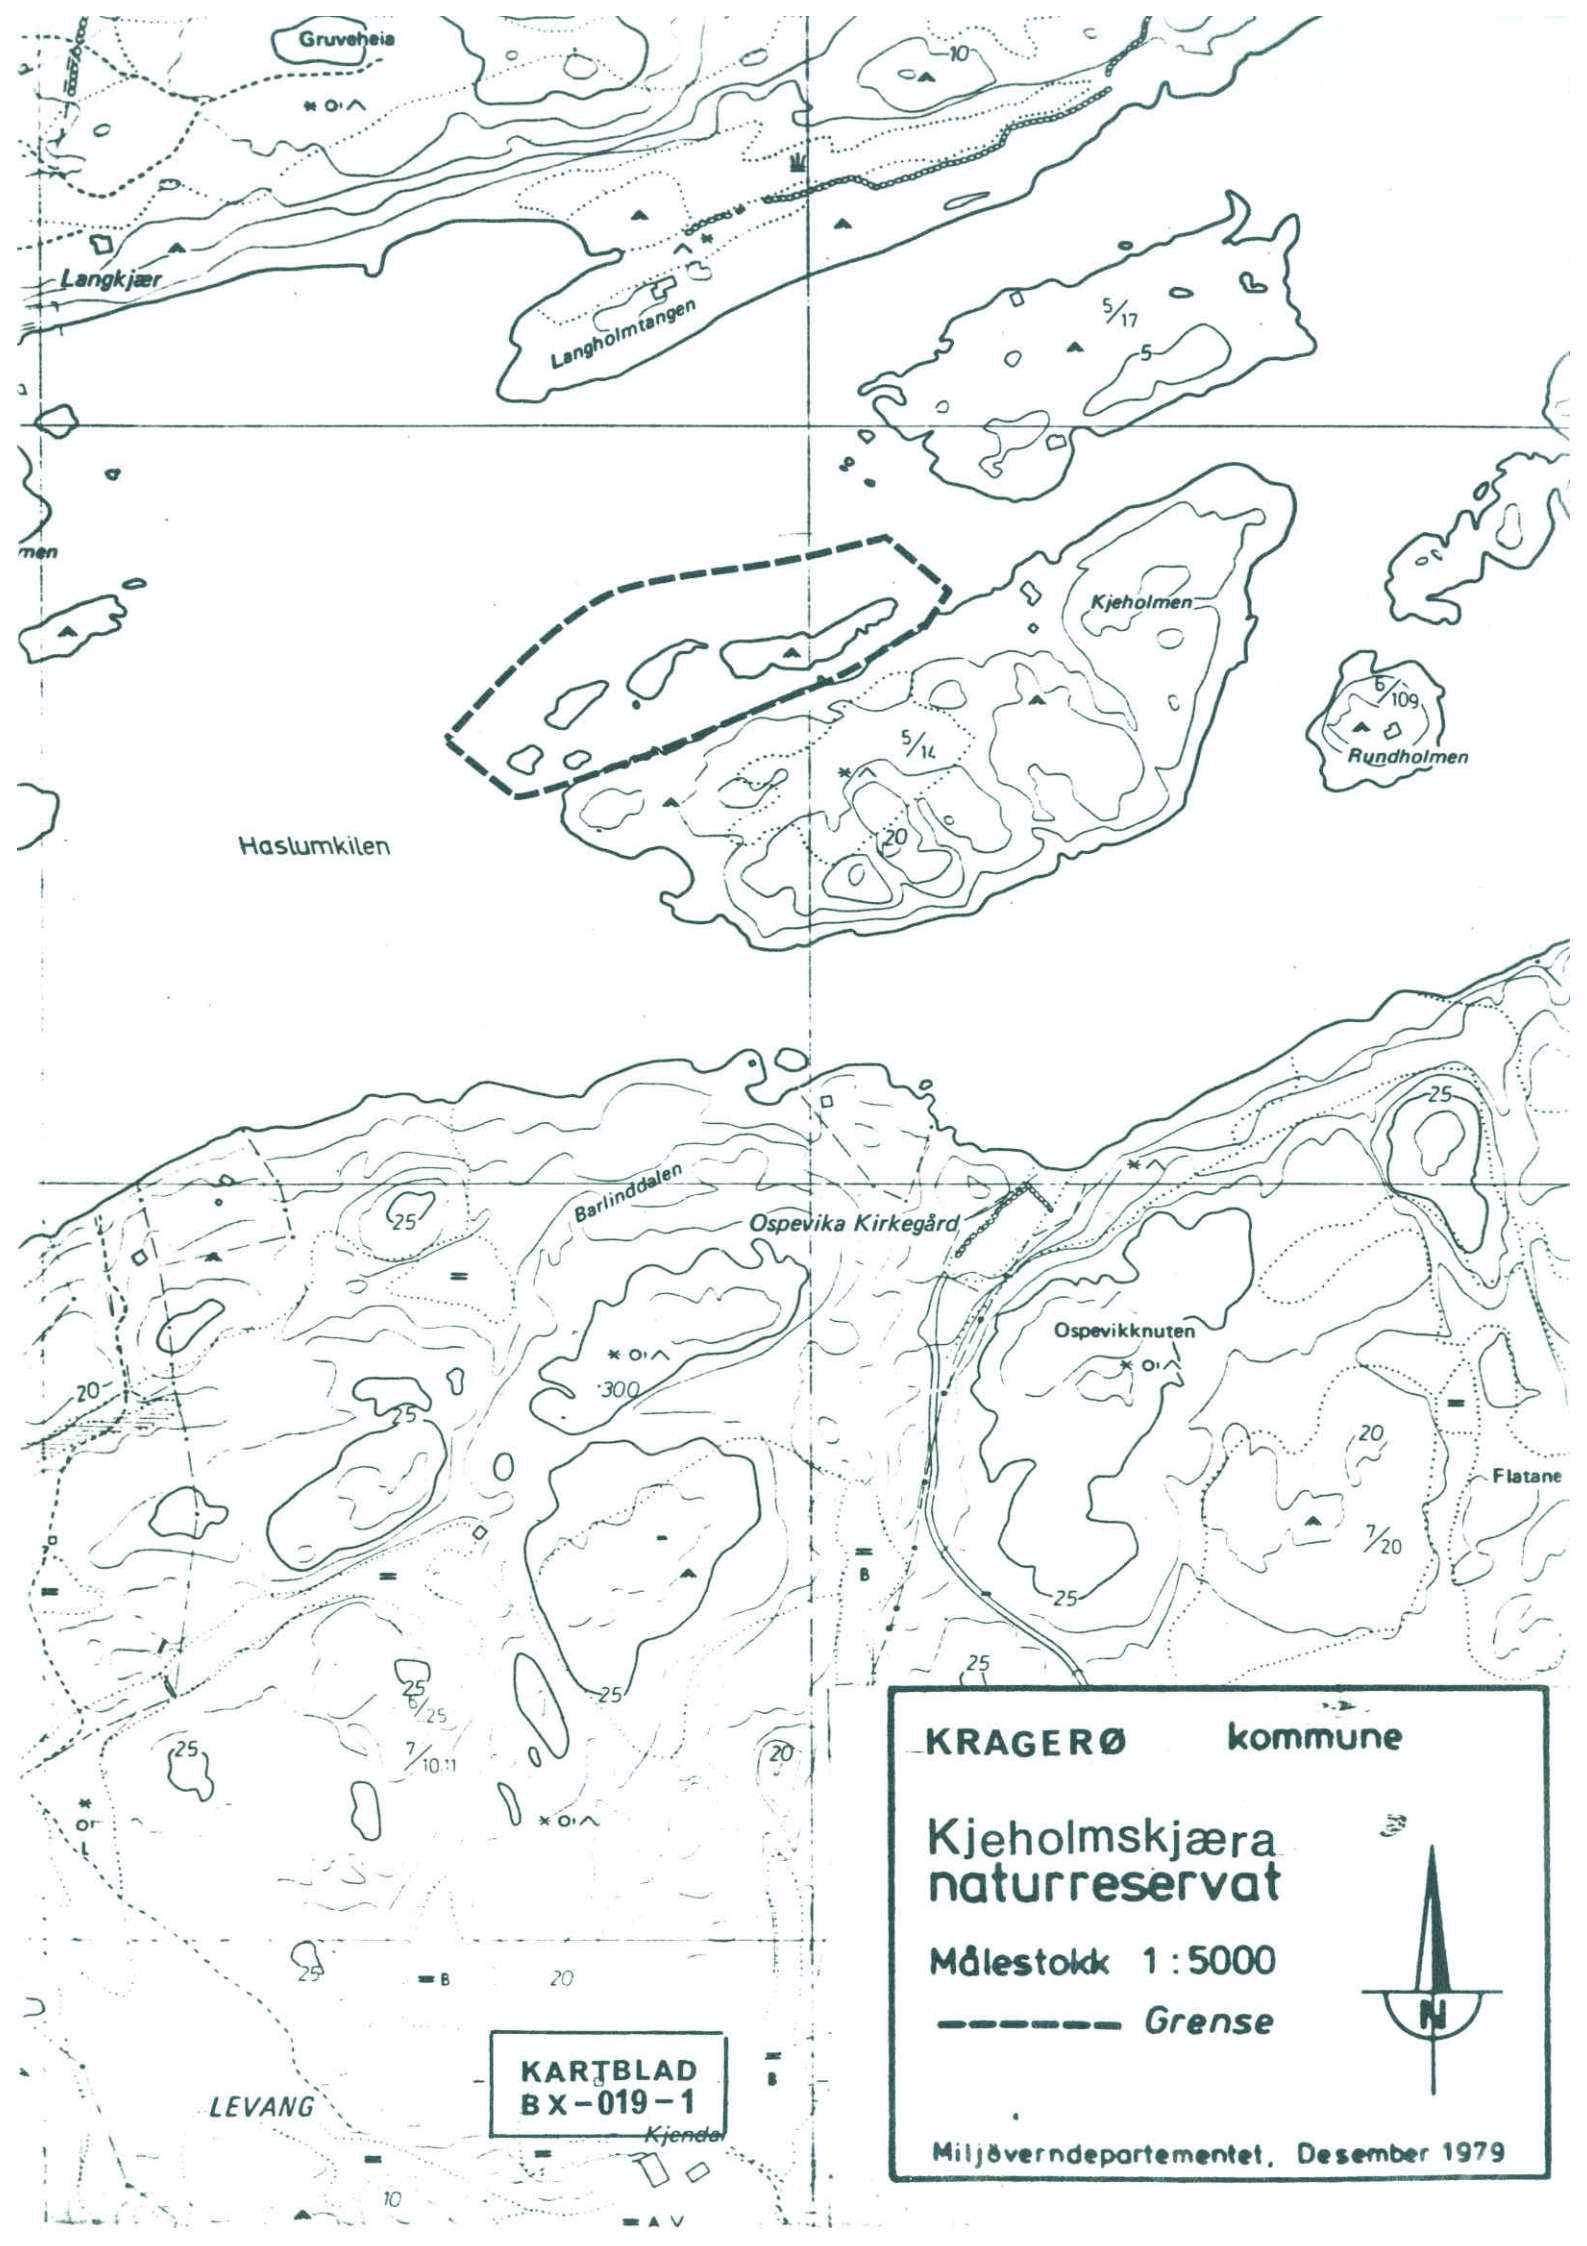 Gruveheia
10
Langkjær
Langholmtangen
5/17
5
men
Kjeholmen
6/109
5/14
Rundholmen
20
Haslumkilen
25
Barlinddalen
25
Ospevika Kirkegård
Ospevikknuten
300
20
25
20
Flatane
7/20
B
25
25
25
25
6/25
7/10.11
25
20
25
B
20
B
LEVANG
KARTBLAD
BX-019-1
Kjendal
10
KRAGERØ kommune
Kjeholmskjæra
naturreservat
Målestokk 1:5000
Grense
N
Miljöverndepartementet, Desember 1979